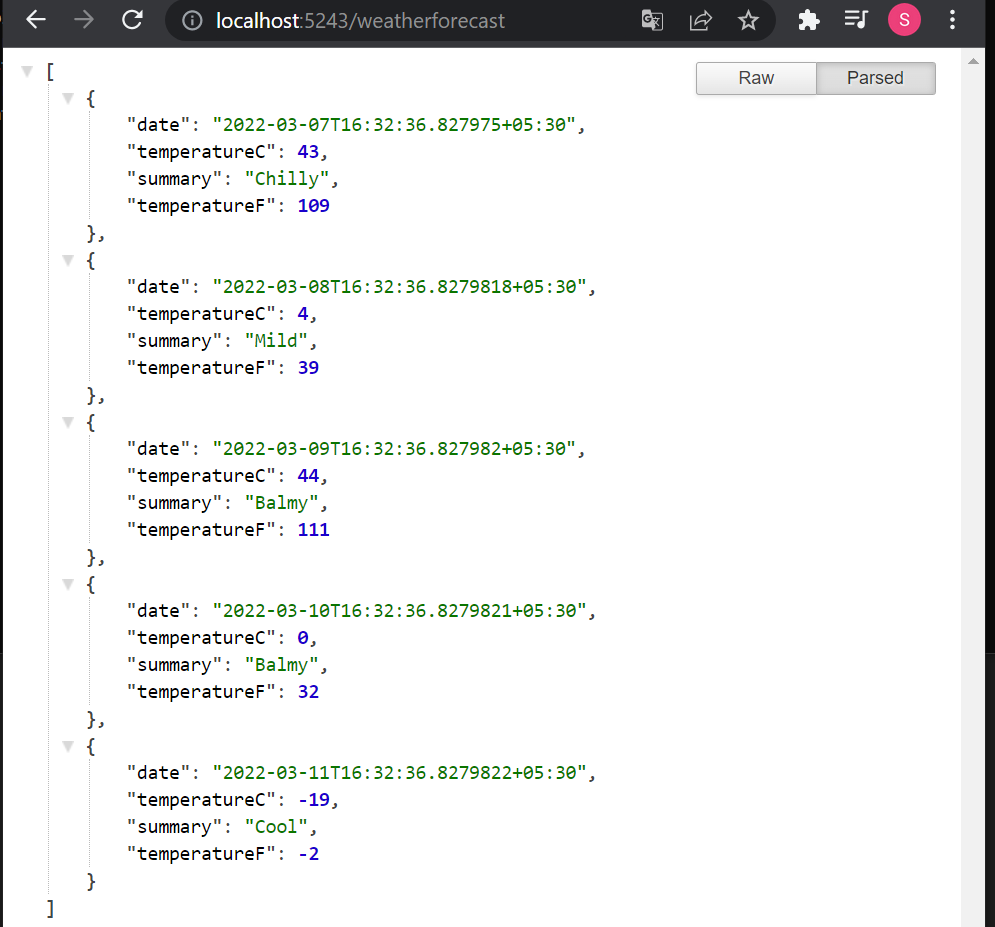 localhost:5243/weatherforecast
S
Raw Parsed
[
{
"date": "2022-03-07T16:32:36.827975+05:30",
"temperatureC": 43,
"summary": "Chilly",
"temperatureF": 109
},
{
"date": "2022-03-08T16:32:36.8279818+05:30",
"temperatureC": 4,
"summary": "Mild",
"temperatureF": 39
},
{
"date": "2022-03-09T16:32:36.827982+05:30",
"temperatureC": 44,
"summary": "Balmy",
"temperatureF": 111
},
{
"date": "2022-03-10T16:32:36.8279821+05:30",
"temperatureC": 0,
"summary": "Balmy",
"temperatureF": 32
},
{
"date": "2022-03-11T16:32:36.8279822+05:30",
"temperatureC": -19,
"summary": "Cool",
"temperatureF": -2
}
]